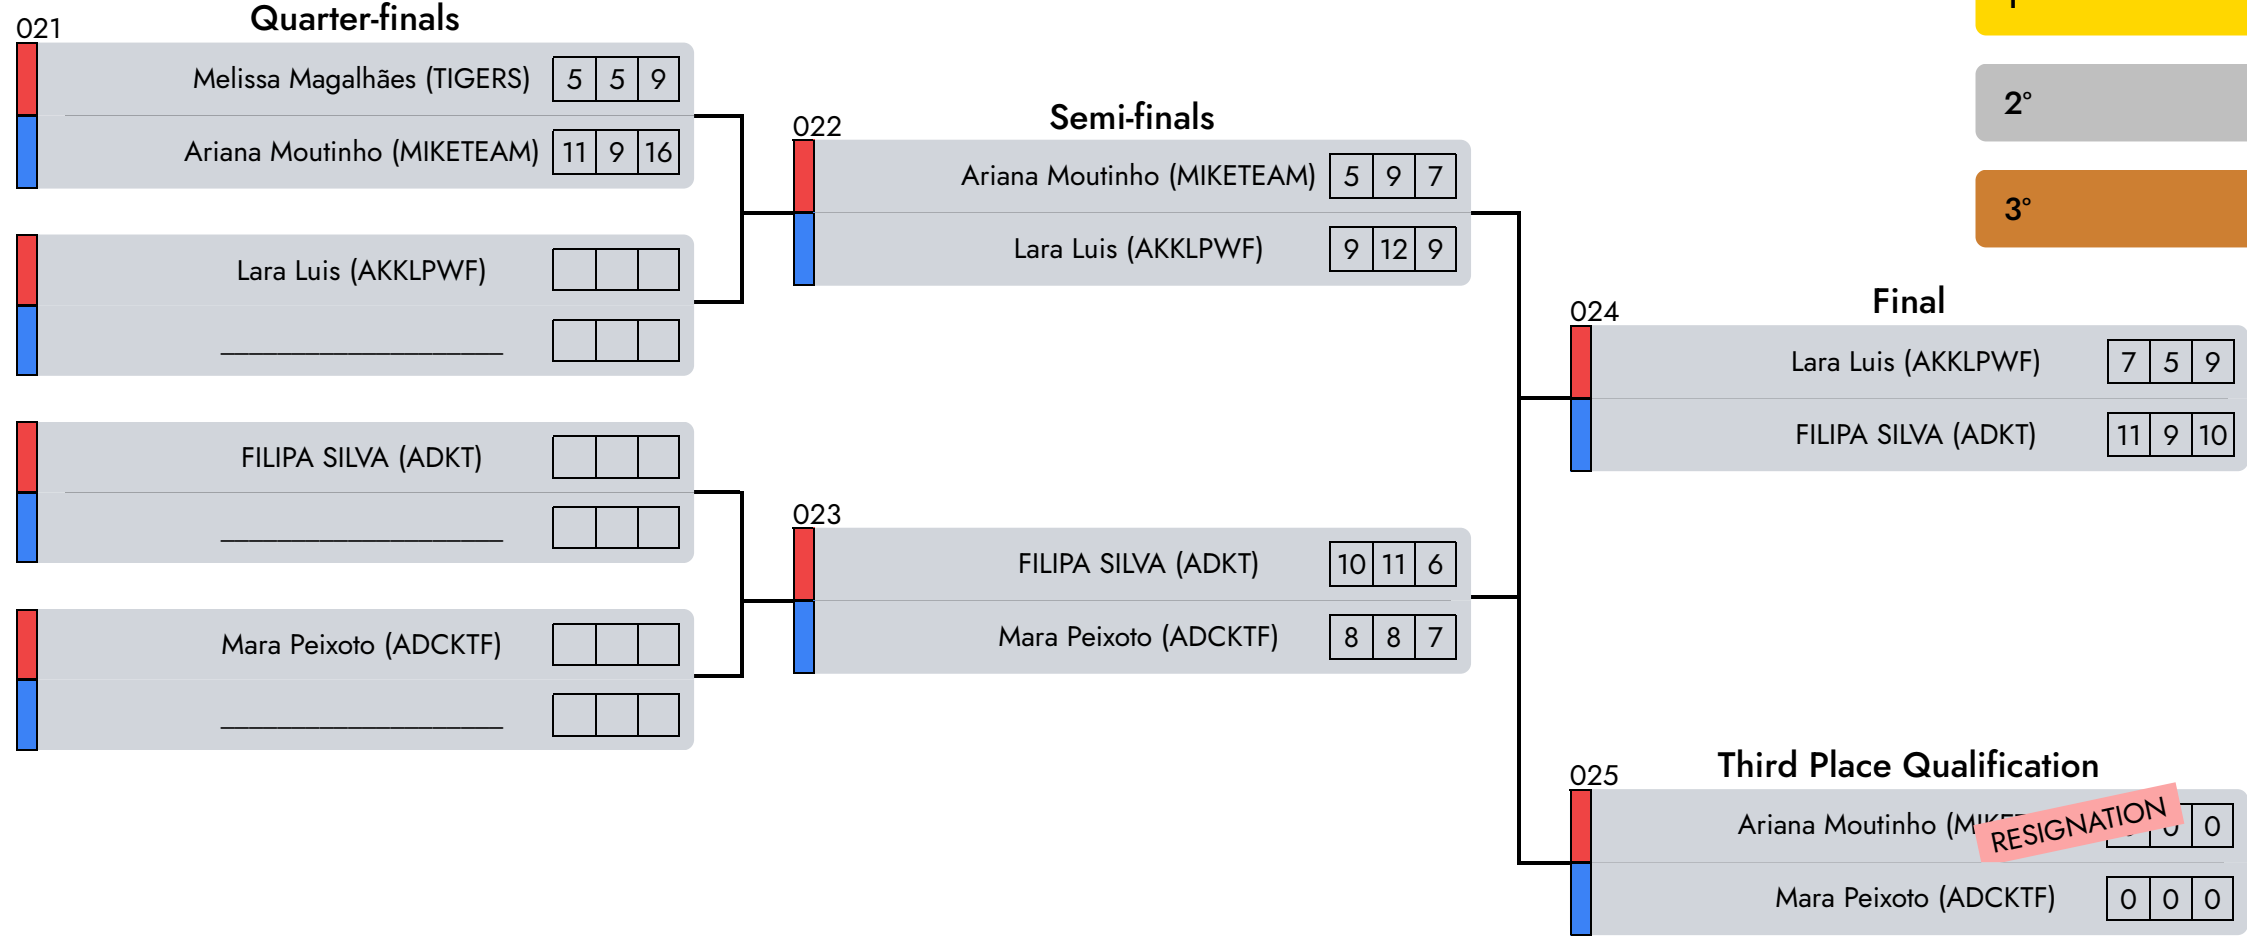 Quarter-finals
021
Melissa Magalhães (TIGERS) 5 5 9
Ariana Moutinho (MIKETEAM) 11 9 16
Lara Luis (AKKLPWF)
____________________
FILIPA SILVA (ADKT)
____________________
Mara Peixoto (ADCKTF)
____________________
Semi-finals
022
Ariana Moutinho (MIKETEAM) 5 9 7
Lara Luis (AKKLPWF) 9 12 9
023
FILIPA SILVA (ADKT) 10 11 6
Mara Peixoto (ADCKTF) 8 8 7
2°
3°
Final
024
Lara Luis (AKKLPWF) 7 5 9
FILIPA SILVA (ADKT) 11 9 10
Third Place Qualification
025
Ariana Moutinho 0 0
RESIGNATION
Mara Peixoto (ADCKTF) 0 0 0